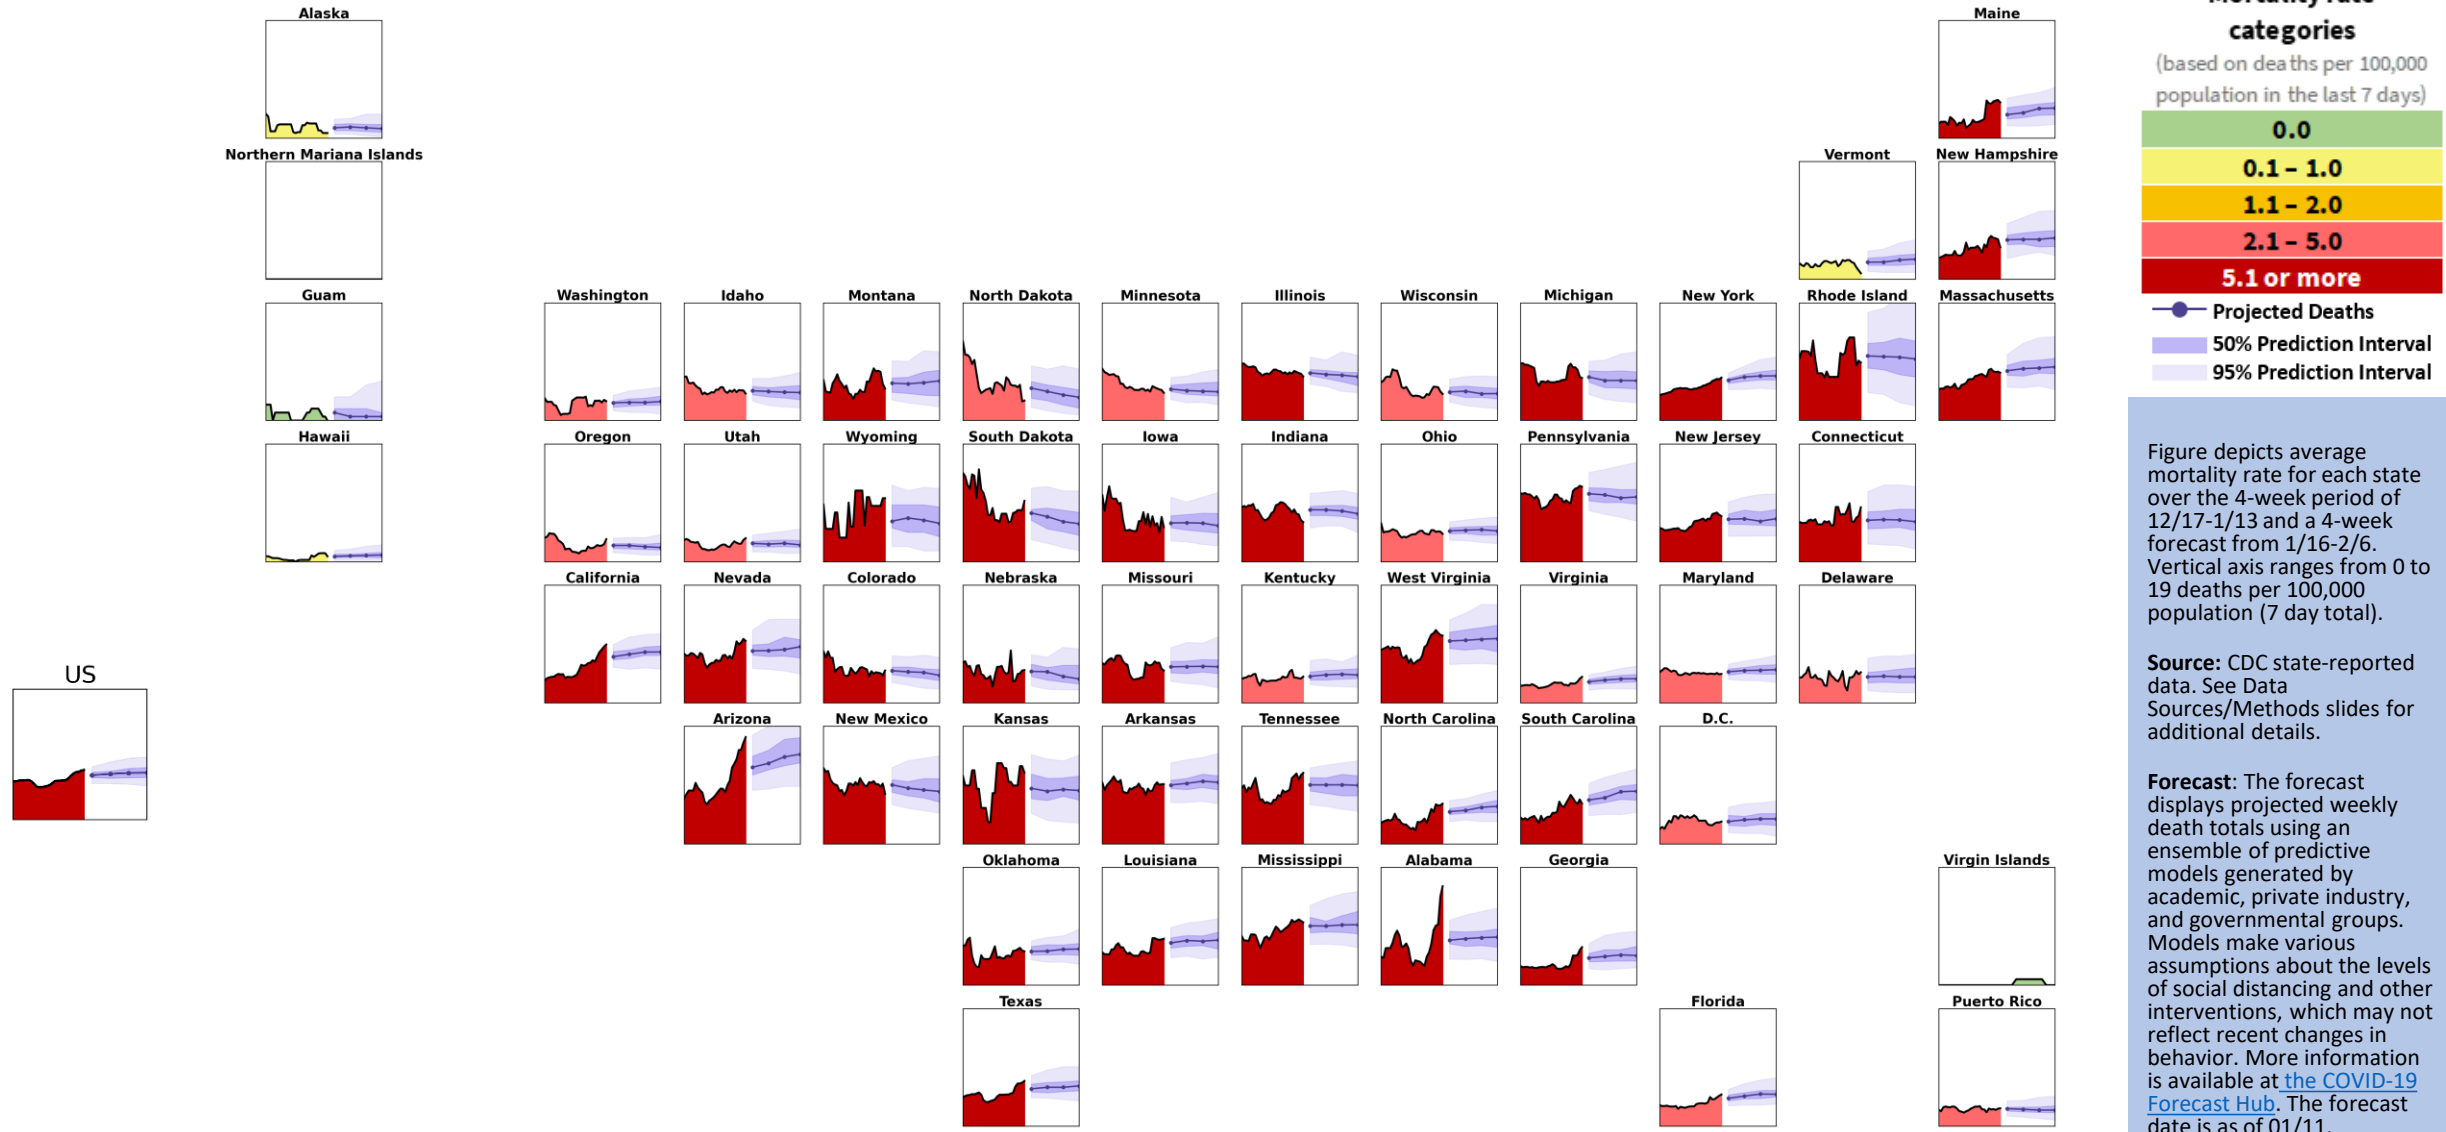 Alaska
Maine
Northern Mariana Islands
Vermont
New Hampshire
Guam
Washington
Idaho
Montana
North Dakota
Minnesota
Illinois
Wisconsin
Michigan
New York
Rhode Island
Massachusetts
Hawaii
Oregon
Utah
Wyoming
South Dakota
Iowa
Indiana
Ohio
Pennsylvania
New Jersey
Connecticut
California
Nevada
Colorado
Nebraska
Missouri
Kentucky
West Virginia
Virginia
Maryland
Delaware
US
Arizona
New Mexico
Kansas
Arkansas
Tennessee
North Carolina
South Carolina
D.C.
Oklahoma
Louisiana
Mississippi
Alabama
Georgia
Virgin Islands
Texas
Florida
Puerto Rico
Mortality rate
categories
(based on deaths per 100,000
population in the last 7 days)
0.0
0.1 – 1.0
1.1 – 2.0
2.1 – 5.0
5.1 or more
Projected Deaths
50% Prediction Interval
95% Prediction Interval
Figure depicts average
mortality rate for each state
over the 4-week period of
12/17-1/13 and a 4-week
forecast from 1/16-2/6.
Vertical axis ranges from 0 to
19 deaths per 100,000
population (7 day total).
Source: CDC state-reported
data. See Data
Sources/Methods slides for
additional details.
Forecast: The forecast
displays projected weekly
death totals using an
ensemble of predictive
models generated by
academic, private industry,
and governmental groups.
Models make various
assumptions about the levels
of social distancing and other
interventions, which may not
reflect recent changes in
behavior. More information
is available at the COVID-19
Forecast Hub. The forecast
date is as of 01/11.